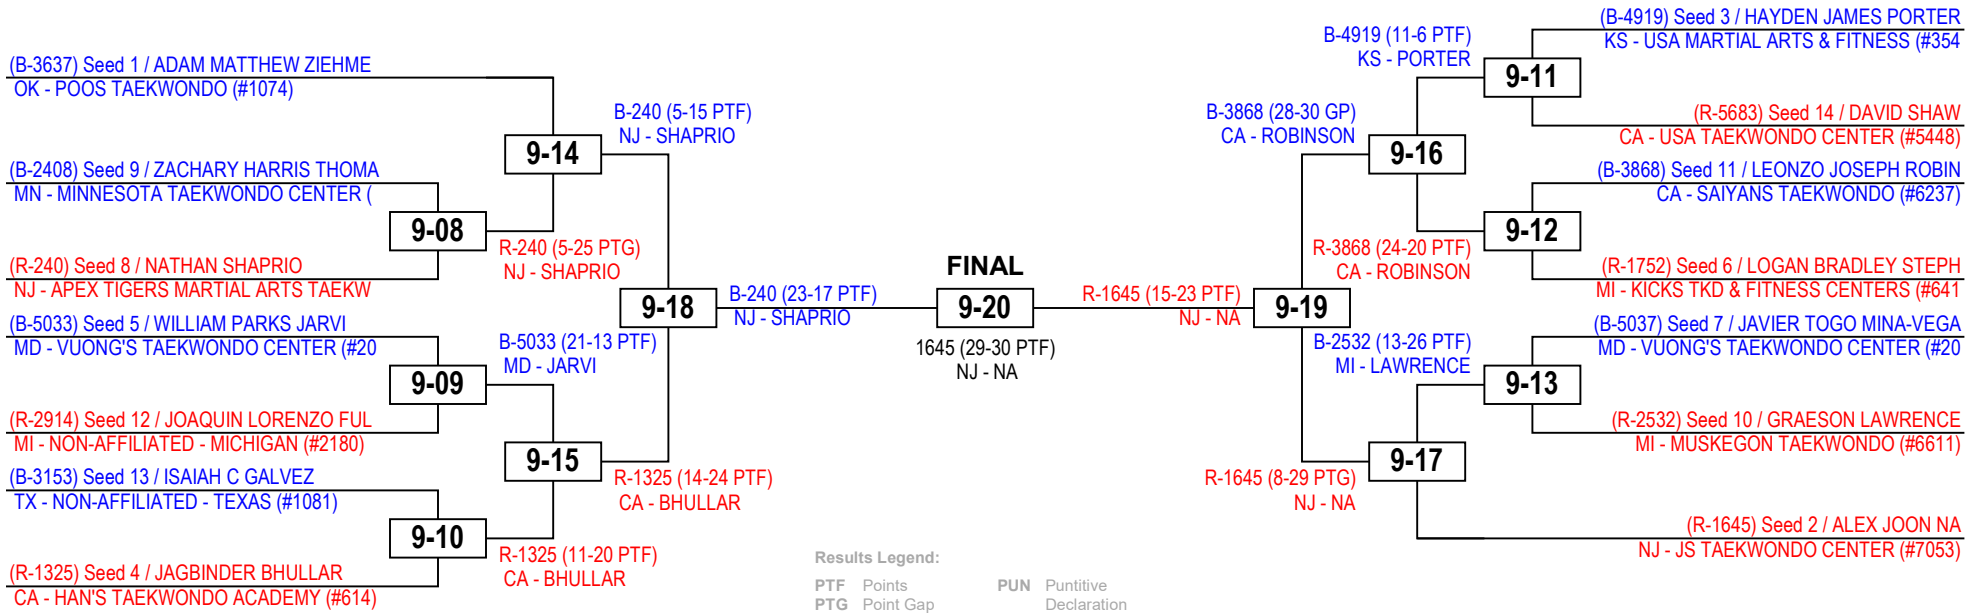 (B-3637) Seed 1 / ADAM MATTHEW ZIEHME
OK - POOS TAEKWONDO (#1074)
B-240 (5-15 PTF)
NJ - SHAPRIO
9-14
(B-2408) Seed 9 / ZACHARY HARRIS THOMA
MN - MINNESOTA TAEKWONDO CENTER (
9-08
R-240 (5-25 PTG)
NJ - SHAPRIO
(R-240) Seed 8 / NATHAN SHAPRIO
NJ - APEX TIGERS MARTIAL ARTS TAEKW
9-18
B-240 (23-17 PTF)
NJ - SHAPRIO
(B-5033) Seed 5 / WILLIAM PARKS JARVI
MD - VUONG'S TAEKWONDO CENTER (#20
B-5033 (21-13 PTF)
MD - JARVI
9-09
(R-2914) Seed 12 / JOAQUIN LORENZO FUL
MI - NON-AFFILIATED - MICHIGAN (#2180)
9-15
R-1325 (14-24 PTF)
CA - BHULLAR
(B-3153) Seed 13 / ISAIAH C GALVEZ
TX - NON-AFFILIATED - TEXAS (#1081)
9-10
R-1325 (11-20 PTF)
CA - BHULLAR
(R-1325) Seed 4 / JAGBINDER BHULLAR
CA - HAN'S TAEKWONDO ACADEMY (#614)
FINAL
9-20
1645 (29-30 PTF)
NJ - NA
(B-4919) Seed 3 / HAYDEN JAMES PORTER
KS - USA MARTIAL ARTS & FITNESS (#354
B-4919 (11-6 PTF)
KS - PORTER
9-11
(R-5683) Seed 14 / DAVID SHAW
CA - USA TAEKWONDO CENTER (#5448)
B-3868 (28-30 GP)
CA - ROBINSON
9-16
(B-3868) Seed 11 / LEONZO JOSEPH ROBIN
CA - SAIYANS TAEKWONDO (#6237)
9-12
R-3868 (24-20 PTF)
CA - ROBINSON
(R-1752) Seed 6 / LOGAN BRADLEY STEPH
MI - KICKS TKD & FITNESS CENTERS (#641
R-1645 (15-23 PTF)
NJ - NA
9-19
(B-5037) Seed 7 / JAVIER TOGO MINA-VEGA
MD - VUONG'S TAEKWONDO CENTER (#20
B-2532 (13-26 PTF)
MI - LAWRENCE
9-13
(R-2532) Seed 10 / GRAESON LAWRENCE
MI - MUSKEGON TAEKWONDO (#6611)
9-17
R-1645 (8-29 PTG)
NJ - NA
(R-1645) Seed 2 / ALEX JOON NA
NJ - JS TAEKWONDO CENTER (#7053)
Results Legend:
PTF Points PUN Puntitive
PTG Point Gap Declaration